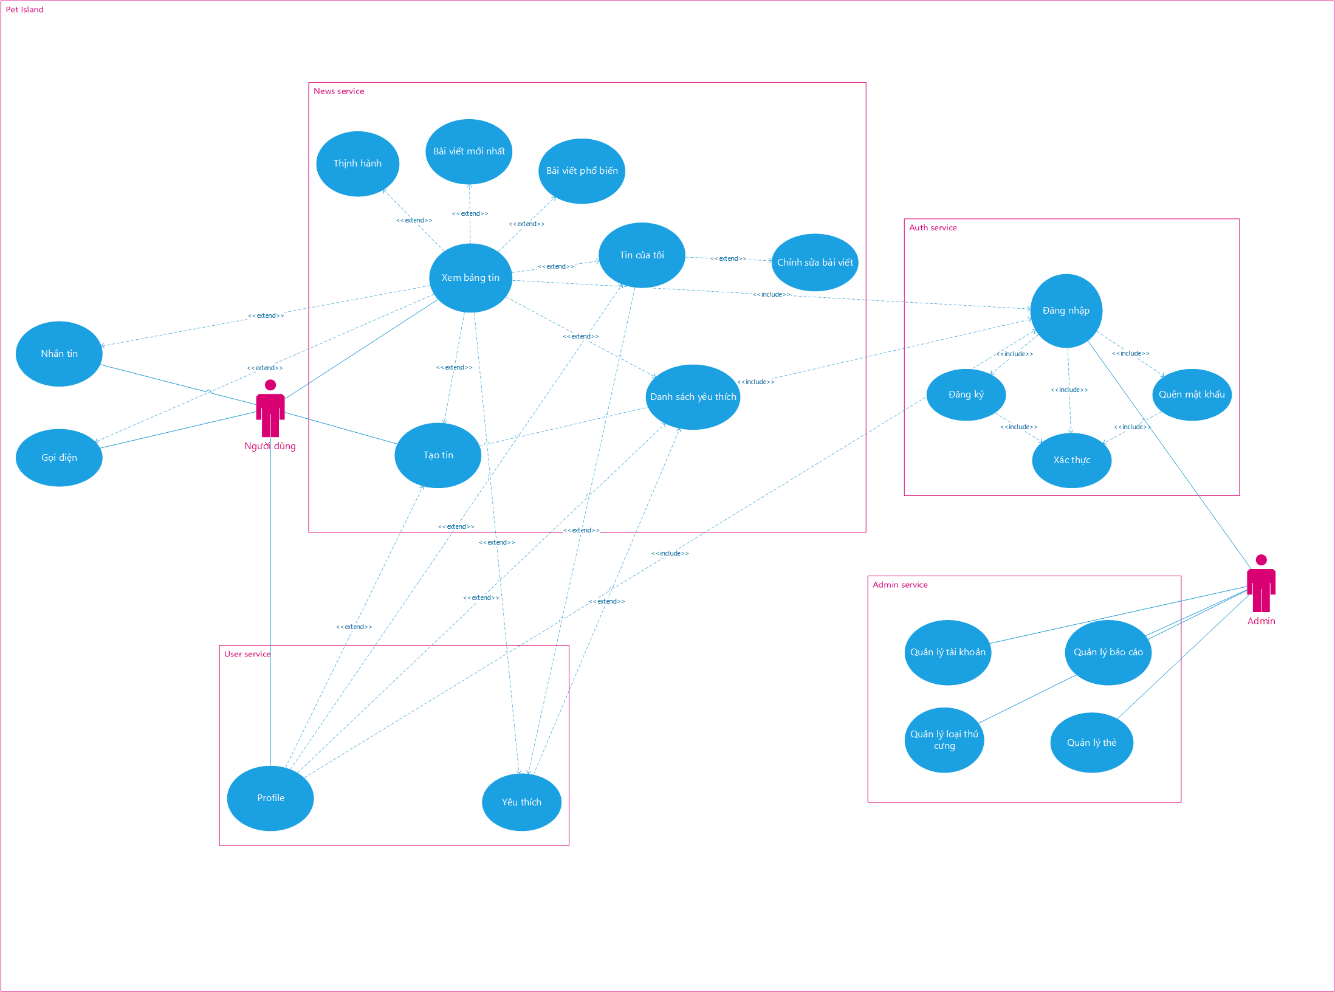 Pet Island
News service
Thịnh hành
Bài viết mới nhất
Bài viết phổ biến
<<extend>>
<<extend>>
<<extend>>
Xem bảng tin
<<extend>>
Tin của tôi
<<extend>>
Chỉnh sửa bài viết
<<include>>
Auth service
Đăng nhập
<<extend>>
<<extend>>
<<extend>>
<<extend>>
Nhắn tin
Gọi điện
Người dùng
Tạo tin
Danh sách yêu thích
<<include>>
<<include>>
<<include>>
<<include>>
Đăng ký
Quên mật khẩu
<<include>>
<<include>>
Xác thực
<<extend>>
<<extend>>
<<extend>>
<<include>>
<<extend>>
<<extend>>
<<extend>>
User service
Profile
Yêu thích
Admin service
Admin
Quản lý tài khoản
Quản lý báo cáo
Quản lý loại thú
cưng
Quản lý thẻ